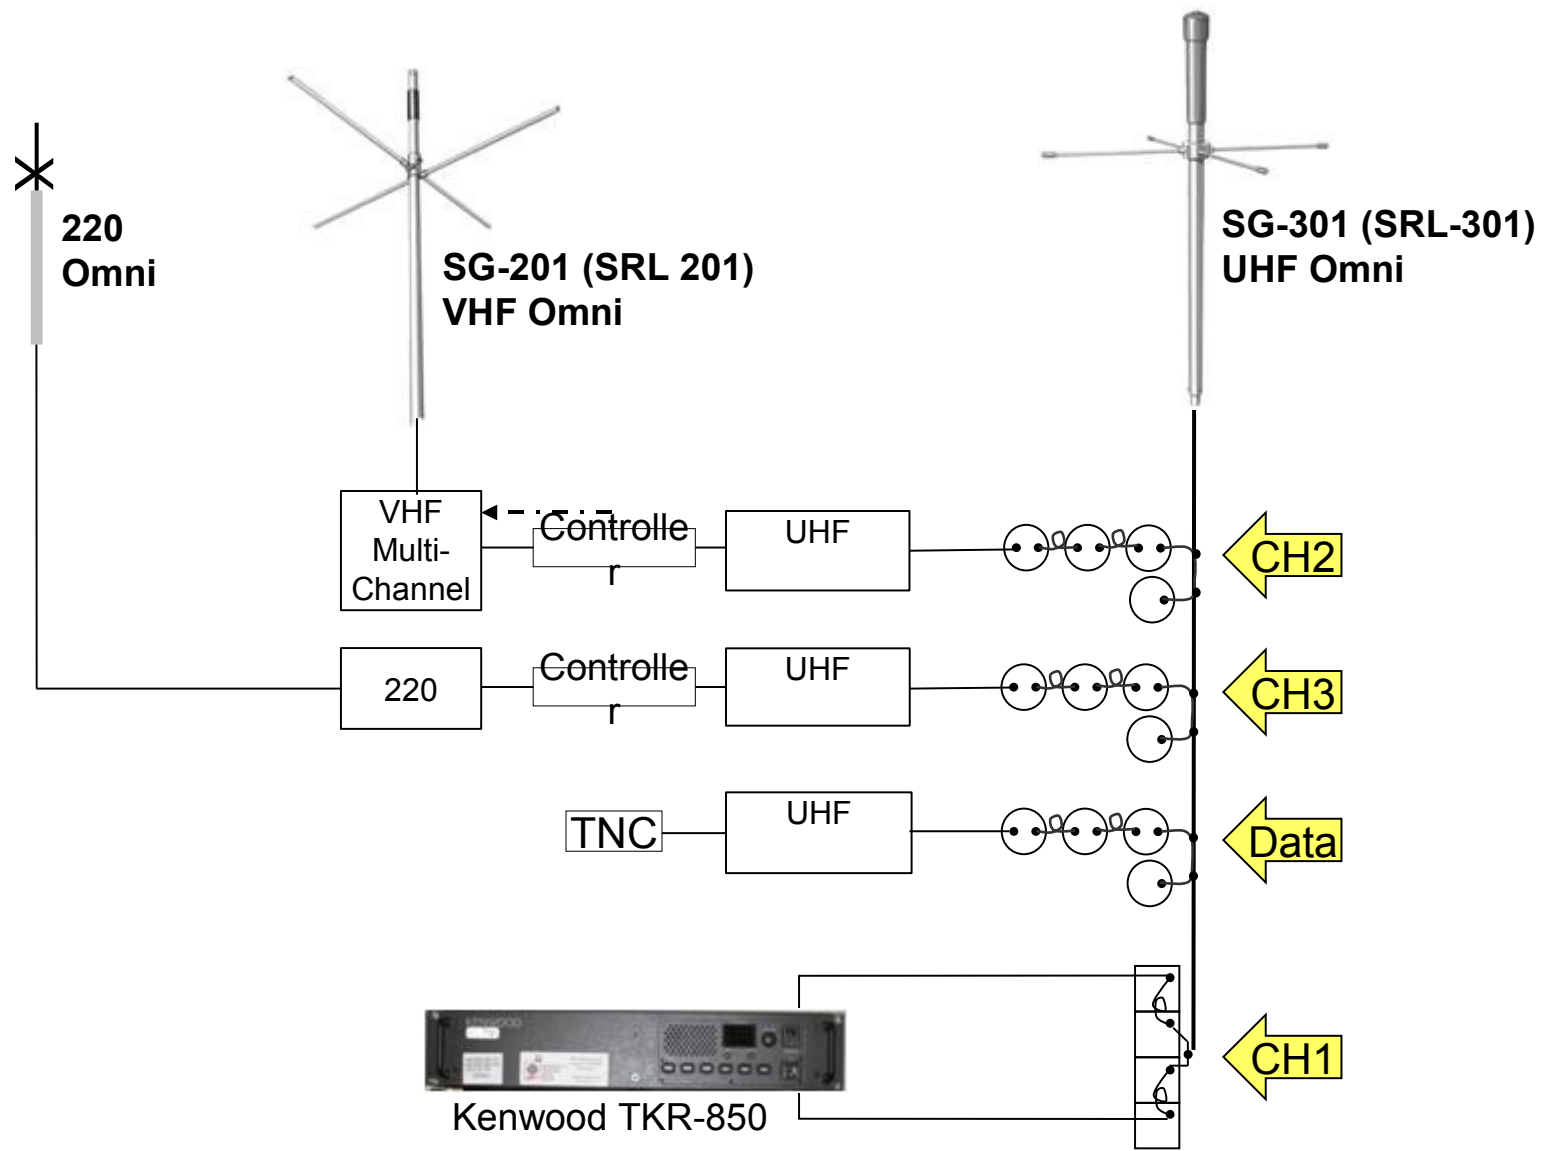 220
Omni
SG-201 (SRL 201)
VHF Omni
SG-301 (SRL-301)
UHF Omni
VHF
Multi-
Channel
Controlle
r
UHF
CH2
220
Controlle
r
UHF
CH3
TNC
UHF
Data
KENWOOD
Kenwood TKR-850
CH1